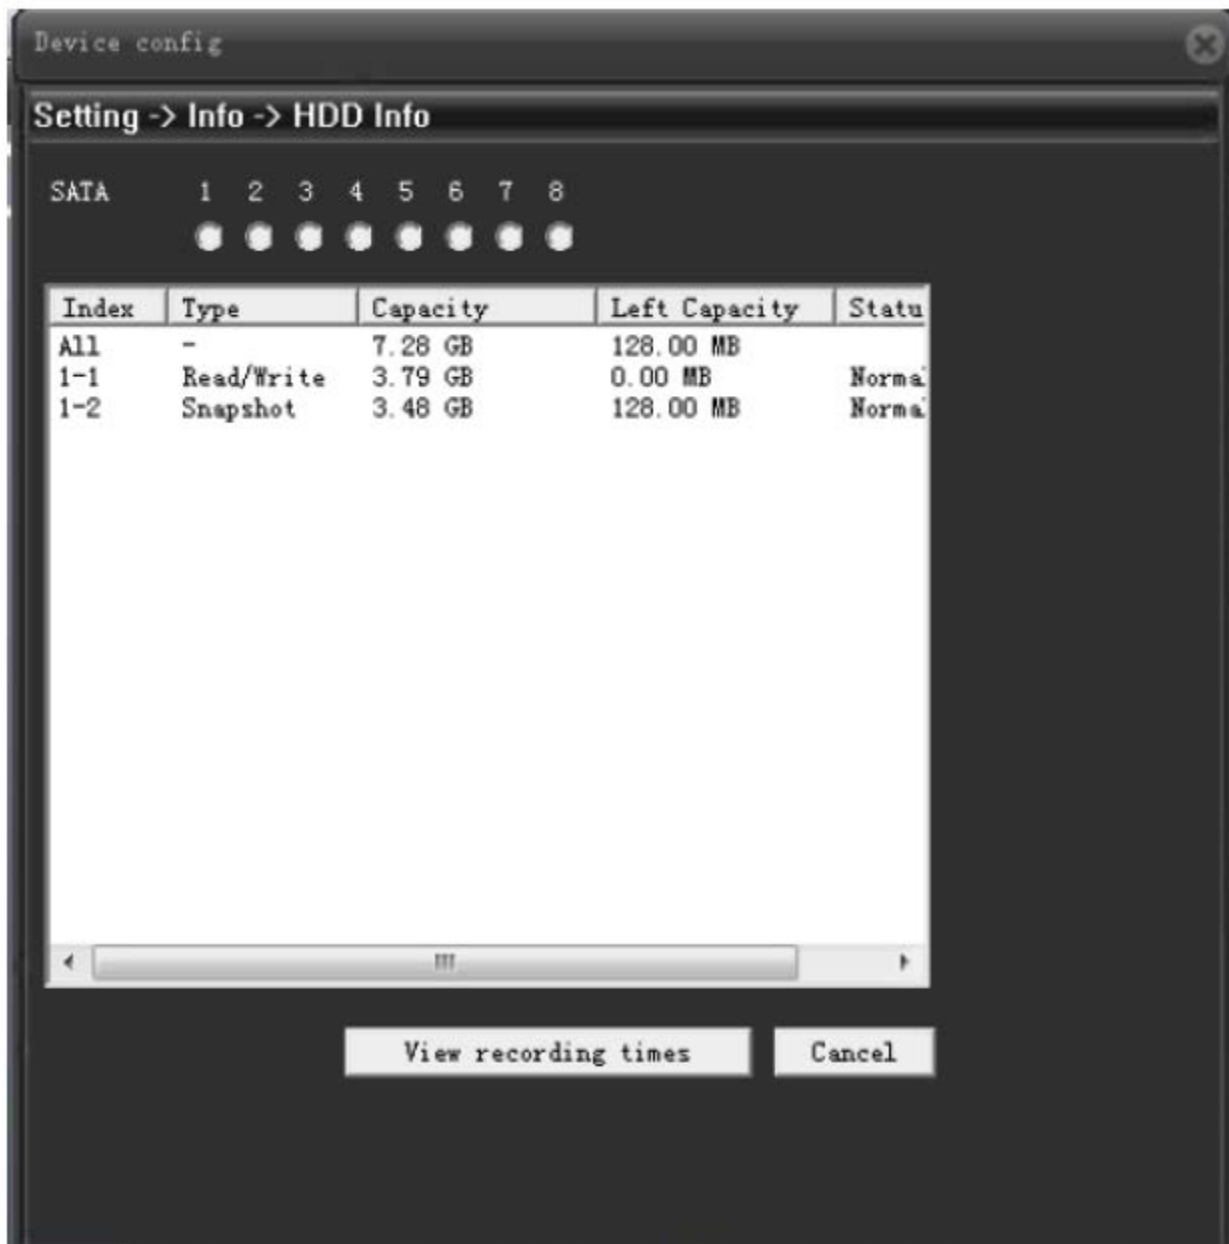 Device config
Setting -> Info -> HDD Info
SATA 1 2 3 4 5 6 7 8
Index Type Capacity Left Capacity Statu
All - 7.28 GB 128.00 MB
1-1 Read/Write 3.79 GB 0.00 MB Normal
1-2 Snapshot 3.48 GB 128.00 MB Normal
View recording times Cancel